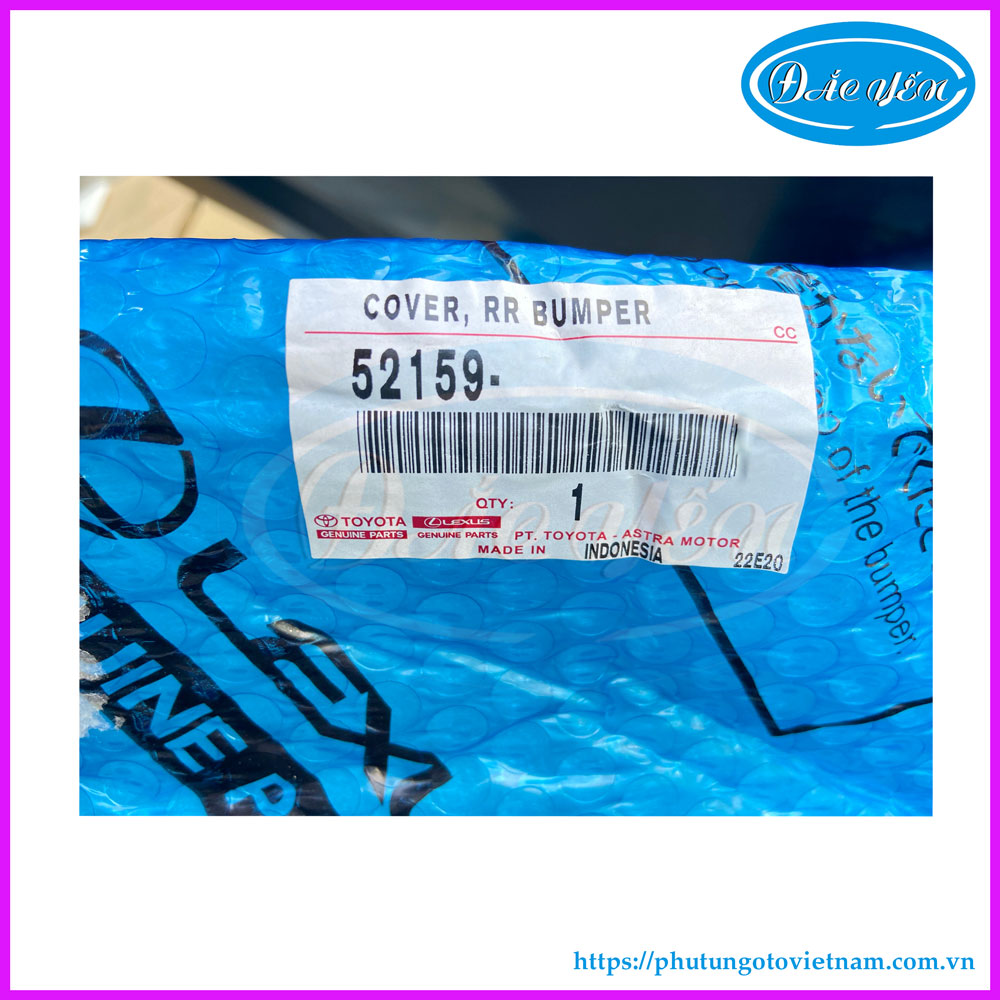 ĐẮC YẾN
COVER, RR BUMPER
CC
52159-
QTY: 1
TOYOTA LEXUS
GENUINE PARTS GENUINE PARTS PT. TOYOTA - ASTRA MOTOR
MADE IN INDONESIA 22E20
of the bumper
LEX
https://phutungotovietnam.com.vn